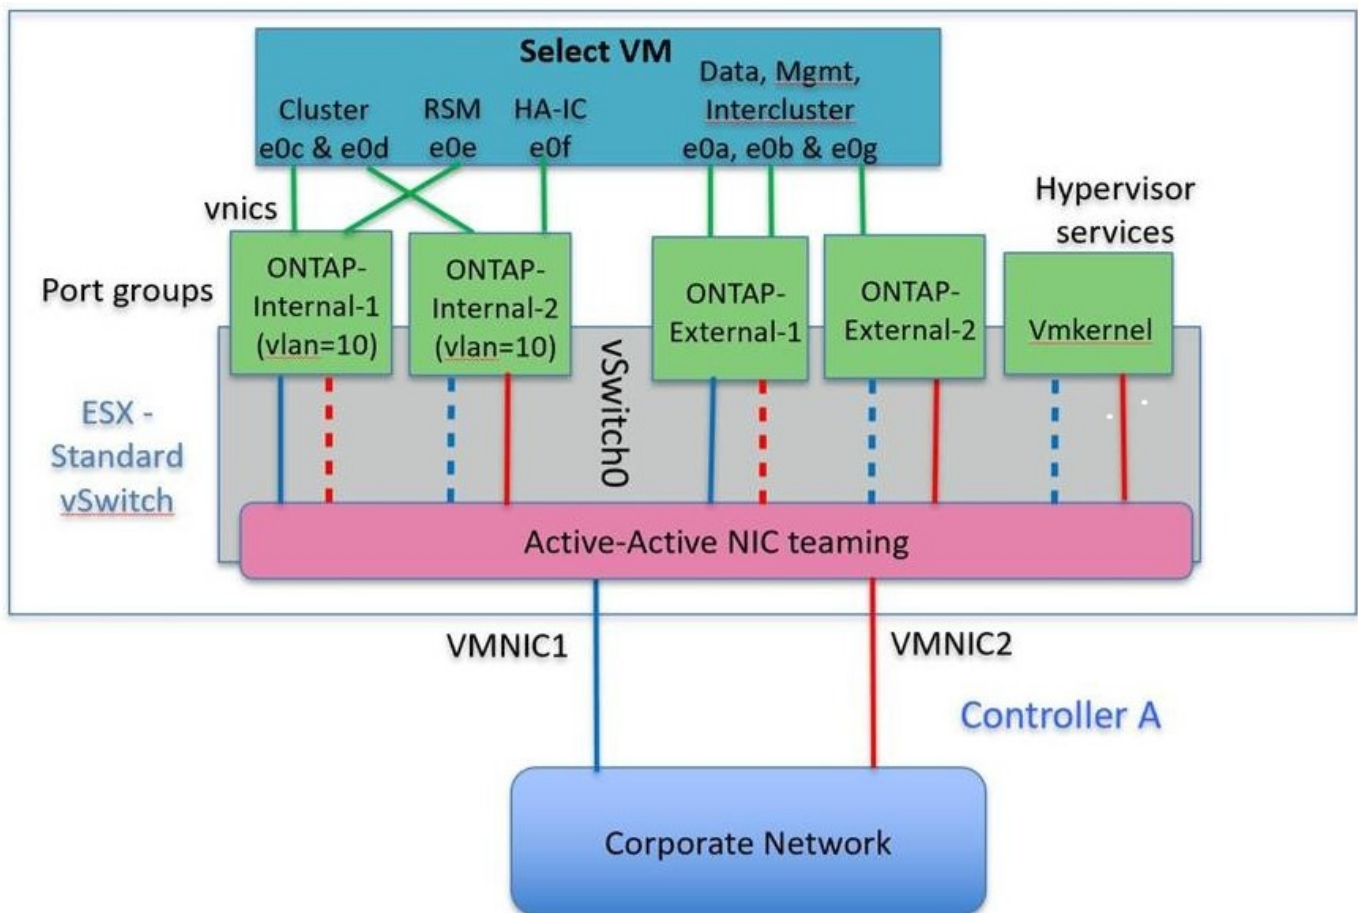 Select VM
Cluster
e0c & e0d
RSM
e0e
HA-IC
e0f
Data, Mgmt,
Intercluster
e0a, e0b & e0g
vnics
Hypervisor
services
Port groups
ONTAP-
Internal-1
(vlan=10)
ONTAP-
Internal-2
(vlan=10)
ONTAP-
External-1
ONTAP-
External-2
Vmkernel
vSwitch0
ESX -
Standard
vSwitch
Active-Active NIC teaming
VMNIC1
VMNIC2
Controller A
Corporate Network